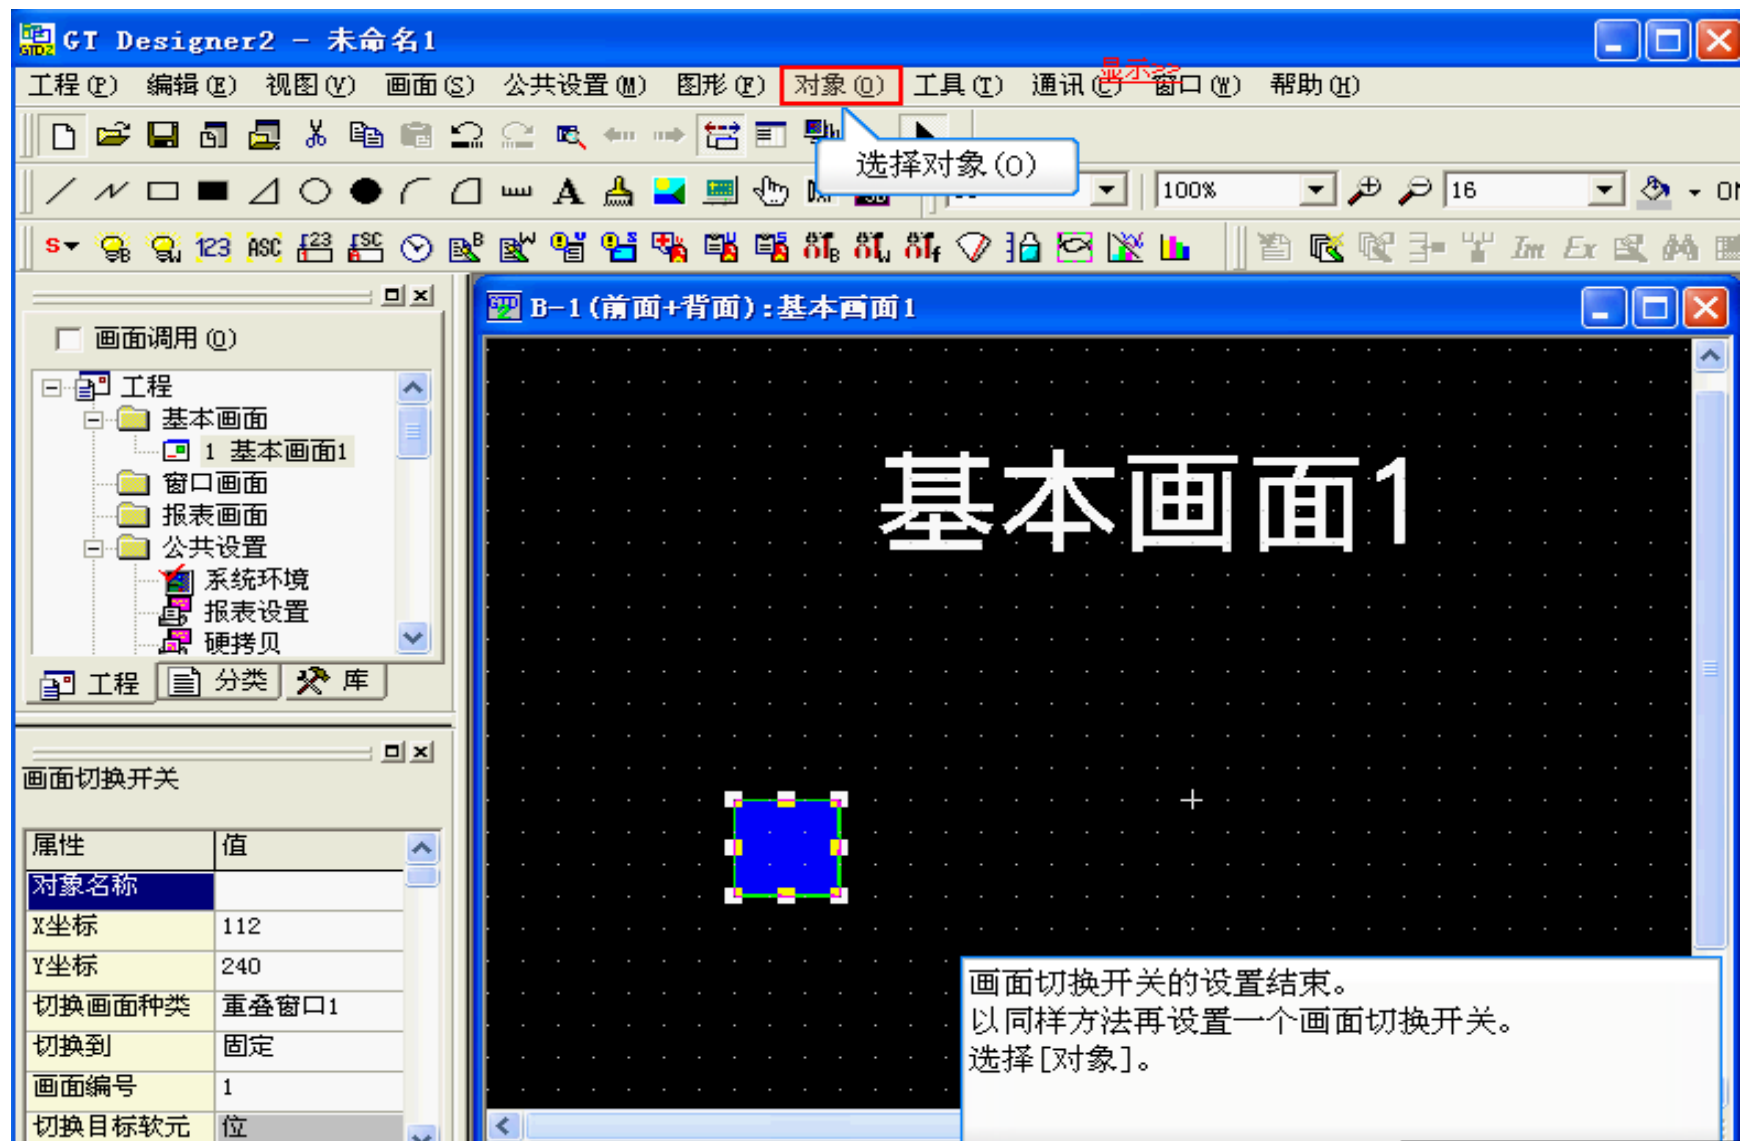 GT Designer2 - 未命名1
工程(P) 编辑(E) 视图(V) 画面(S) 公共设置(M) 图形(F) 对象(O) 工具(T) 通讯(C) 窗口(W) 帮助(H)
显示>>
选择对象(O)
100%
16
123 ASC
B-1(前面+背面):基本画面1
画面调用(O)
工程
基本画面
1 基本画面1
窗口画面
报表画面
公共设置
系统环境
报表设置
硬拷贝
工程 分类 库
基本画面1
画面切换开关
属性 值
对象名称
X坐标 112
Y坐标 240
切换画面种类 重叠窗口1
切换到 固定
画面编号 1
切换目标软元 位
画面切换开关的设置结束。
以同样方法再设置一个画面切换开关。
选择[对象]。